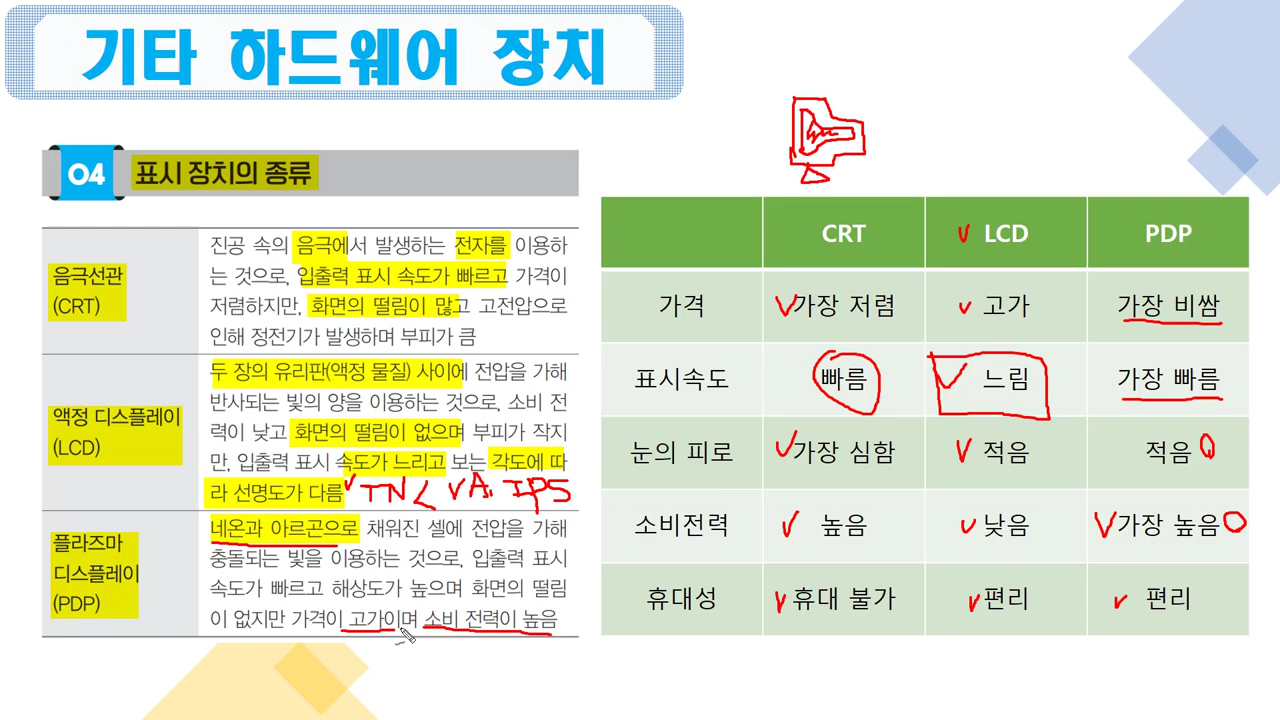 기타 하드웨어 장치
04 표시 장치의 종류
음극선관
(CRT)
진공 속의 음극에서 발생하는 전자를 이용하
는 것으로, 입출력 표시 속도가 빠르고 가격이
저렴하지만, 화면의 떨림이 많고 고전압으로
인해 정전기가 발생하며 부피가 큼
액정 디스플레이
(LCD)
두 장의 유리판(액정 물질) 사이에 전압을 가해
반사되는 빛의 양을 이용하는 것으로, 소비 전
력이 낮고 화면의 떨림이 없으며 부피가 작지
만, 입출력 표시 속도가 느리고 보는 각도에 따
라 선명도가 다름
TN < VA. IPS
플라즈마
디스플레이
(PDP)
네온과 아르곤으로 채워진 셀에 전압을 가해
충돌되는 빛을 이용하는 것으로, 입출력 표시
속도가 빠르고 해상도가 높으며 화면의 떨림
이 없지만 가격이 고가이며 소비 전력이 높음
CRT LCD PDP
가격 가장 저렴 고가 가장 비쌈
표시속도 빠름 느림 가장 빠름
눈의 피로 가장 심함 적음 적음
소비전력 높음 낮음 가장 높음
휴대성 휴대 불가 편리 편리